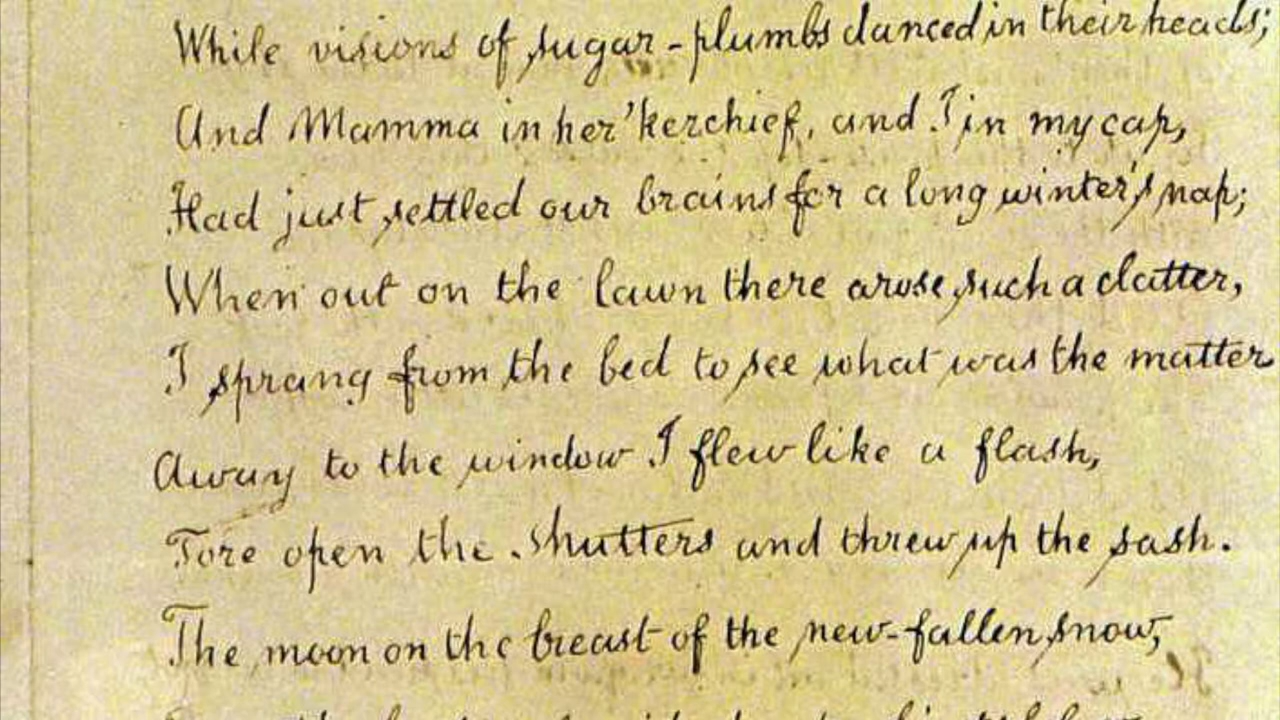 While visions of sugar-plumbs danced in their heads;
And Mamma in her 'kerchief, and I in my cap,
Had just settled our brains for a long winter's nap;
When out on the lawn there arose such a clatter,
I sprang from the bed to see what was the matter
Away to the window I flew like a flash,
Tore open the shutters and threw up the sash.
The moon on the breast of the new-fallen snow,